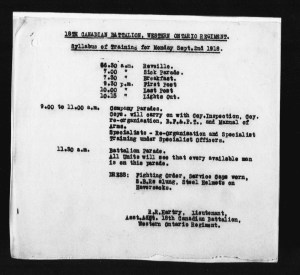 18TH CANADIAN BATTALION, WESTERN ONTARIO REGIMENT.
Syllabus of Training for Monday Sept.2nd 1918.
6.30 a.m. Reveille.
7.00 " Sick Parade.
7.30 " Breakfast.
9.30 p.m. First Post
10.00 " Last Post
10.15 " Lights Out.
9.00 to 11.00 a.m. Company Parades.
Coys. will carry on with Coy.Inspection, Coy.
re-organisation, B.F.&P.T., and Manual of
Arms.
Specialists - Re-Organisation and Specialist
Training under Specialist Officers.
11.30 a.m. Battalion Parade.
All Units will see that every available man
is on this parade.
DRESS: Fighting Order, Service Caps worn,
S.B.Rs slung, Steel Helmets on
Haversacks.
Lieutenant,
Asst.Adjt. 18th Canadian Battalion,
Western Ontario Regiment.